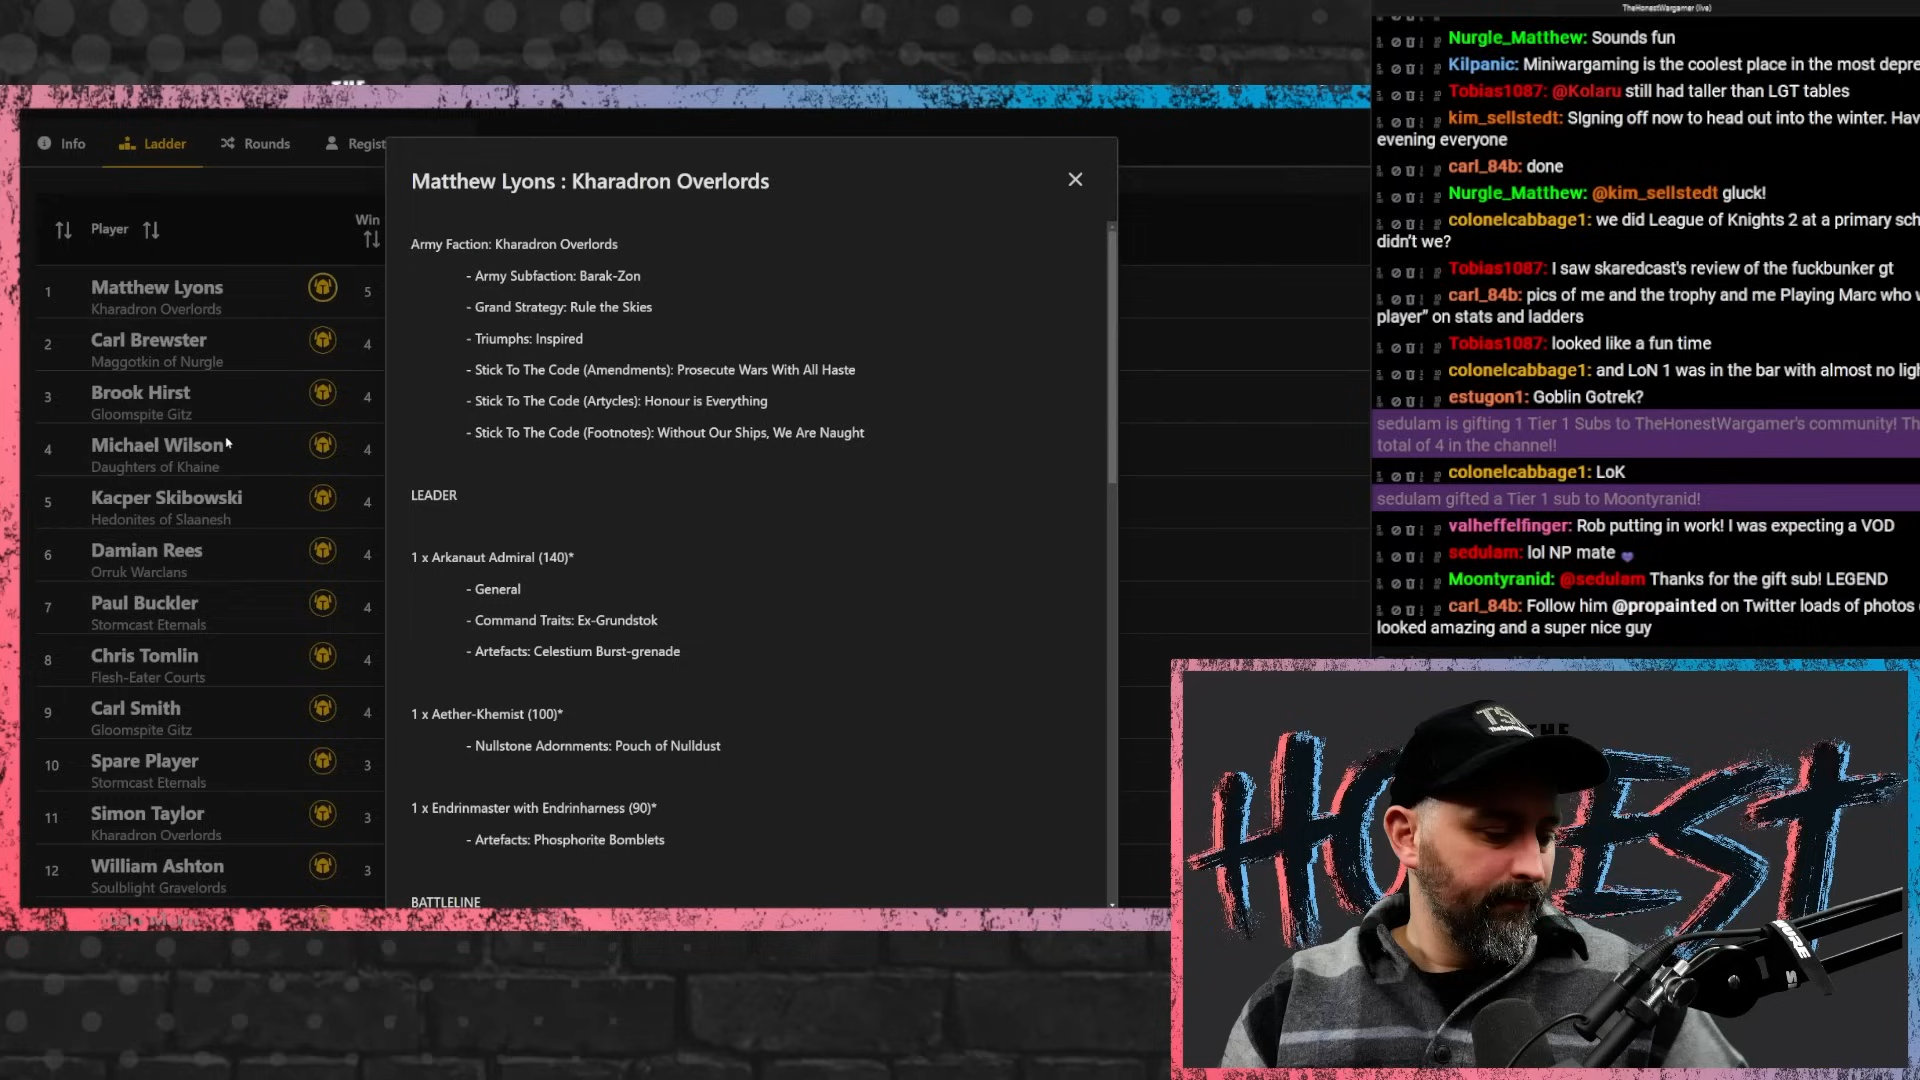 TheHonestWargamer (live)
THE
Info
Ladder
Rounds
Regist
Player
Win
1
Matthew Lyons
5
Kharadron Overlords
2
Carl Brewster
4
Maggotkin of Nurgle
3
Brook Hirst
4
Gloomspite Gitz
4
Michael Wilson
4
Daughters of Khaine
5
Kacper Skibowski
4
Hedonites of Slaanesh
6
Damian Rees
4
Orruk Warclans
7
Paul Buckler
4
Stormcast Eternals
8
Chris Tomlin
4
Flesh-Eater Courts
9
Carl Smith
4
Gloomspite Gitz
10
Spare Player
3
Stormcast Eternals
11
Simon Taylor
3
Kharadron Overlords
12
William Ashton
3
Soulblight Gravelords
Matthew Lyons : Kharadron Overlords
Army Faction: Kharadron Overlords
- Army Subfaction: Barak-Zon
- Grand Strategy: Rule the Skies
- Triumphs: Inspired
- Stick To The Code (Amendments): Prosecute Wars With All Haste
- Stick To The Code (Artycles): Honour is Everything
- Stick To The Code (Footnotes): Without Our Ships, We Are Naught
LEADER
1 x Arkanaut Admiral (140)*
- General
- Command Traits: Ex-Grundstok
- Artefacts: Celestium Burst-grenade
1 x Aether-Khemist (100)*
- Nullstone Adornments: Pouch of Nulldust
1 x Endrinmaster with Endrinharness (90)*
- Artefacts: Phosphorite Bomblets
BATTLELINE
Nurgle_Matthew: Sounds fun
Kilpanic: Miniwargaming is the coolest place in the most depre
Tobias1087: @Kolaru still had taller than LGT tables
kim_sellstedt: SIgning off now to head out into the winter. Hav
evening everyone
carl_84b: done
Nurgle_Matthew: @kim_sellstedt gluck!
colonelcabbage1: we did League of Knights 2 at a primary sch
didn't we?
Tobias1087: I saw skaredcast's review of the fuckbunker gt
carl_84b: pics of me and the trophy and me Playing Marc who w
player" on stats and ladders
Tobias1087: looked like a fun time
colonelcabbage1: and LoN 1 was in the bar with almost no ligh
estugon1: Goblin Gotrek?
sedulam is gifting 1 Tier 1 Subs to TheHonestWargamer's community! Th
total of 4 in the channel!
colonelcabbage1: LoK
sedulam gifted a Tier 1 sub to Moontyranid!
valheffelfinger: Rob putting in work! I was expecting a VOD
sedulam: lol NP mate
Moontyranid: @sedulam Thanks for the gift sub! LEGEND
carl_84b: Follow him @propainted on Twitter loads of photos
looked amazing and a super nice guy
THE
HONEST